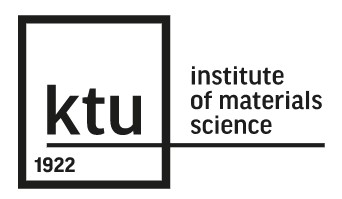 ktu
1922
institute
of materials
science